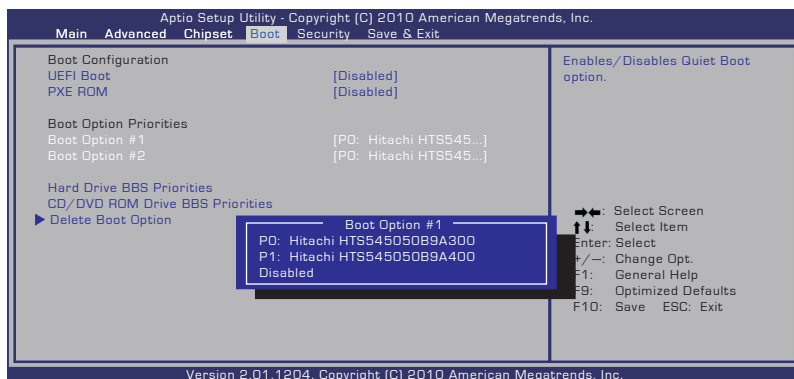 Aptio Setup Utility - Copyright (C) 2010 American Megatrends, Inc.
Main Advanced Chipset Boot Security Save & Exit
Boot Configuration
UEFI Boot [Disabled]
PXE ROM [Disabled]
Boot Option Priorities
Boot Option #1 [P0: Hitachi HTS545...]
Boot Option #2 [P0: Hitachi HTS545...]
Hard Drive BBS Priorities
CD/DVD ROM Drive BBS Priorities
Delete Boot Option
Boot Option #1
P0: Hitachi HTS545050B9A300
P1: Hitachi HTS545050B9A400
Disabled
Enables/Disables Quiet Boot
option.
→←: Select Screen
↑↓: Select Item
Enter: Select
+/—: Change Opt.
F1: General Help
F9: Optimized Defaults
F10: Save ESC: Exit
Version 2.01.1204. Copyright (C) 2010 American Megatrends, Inc.